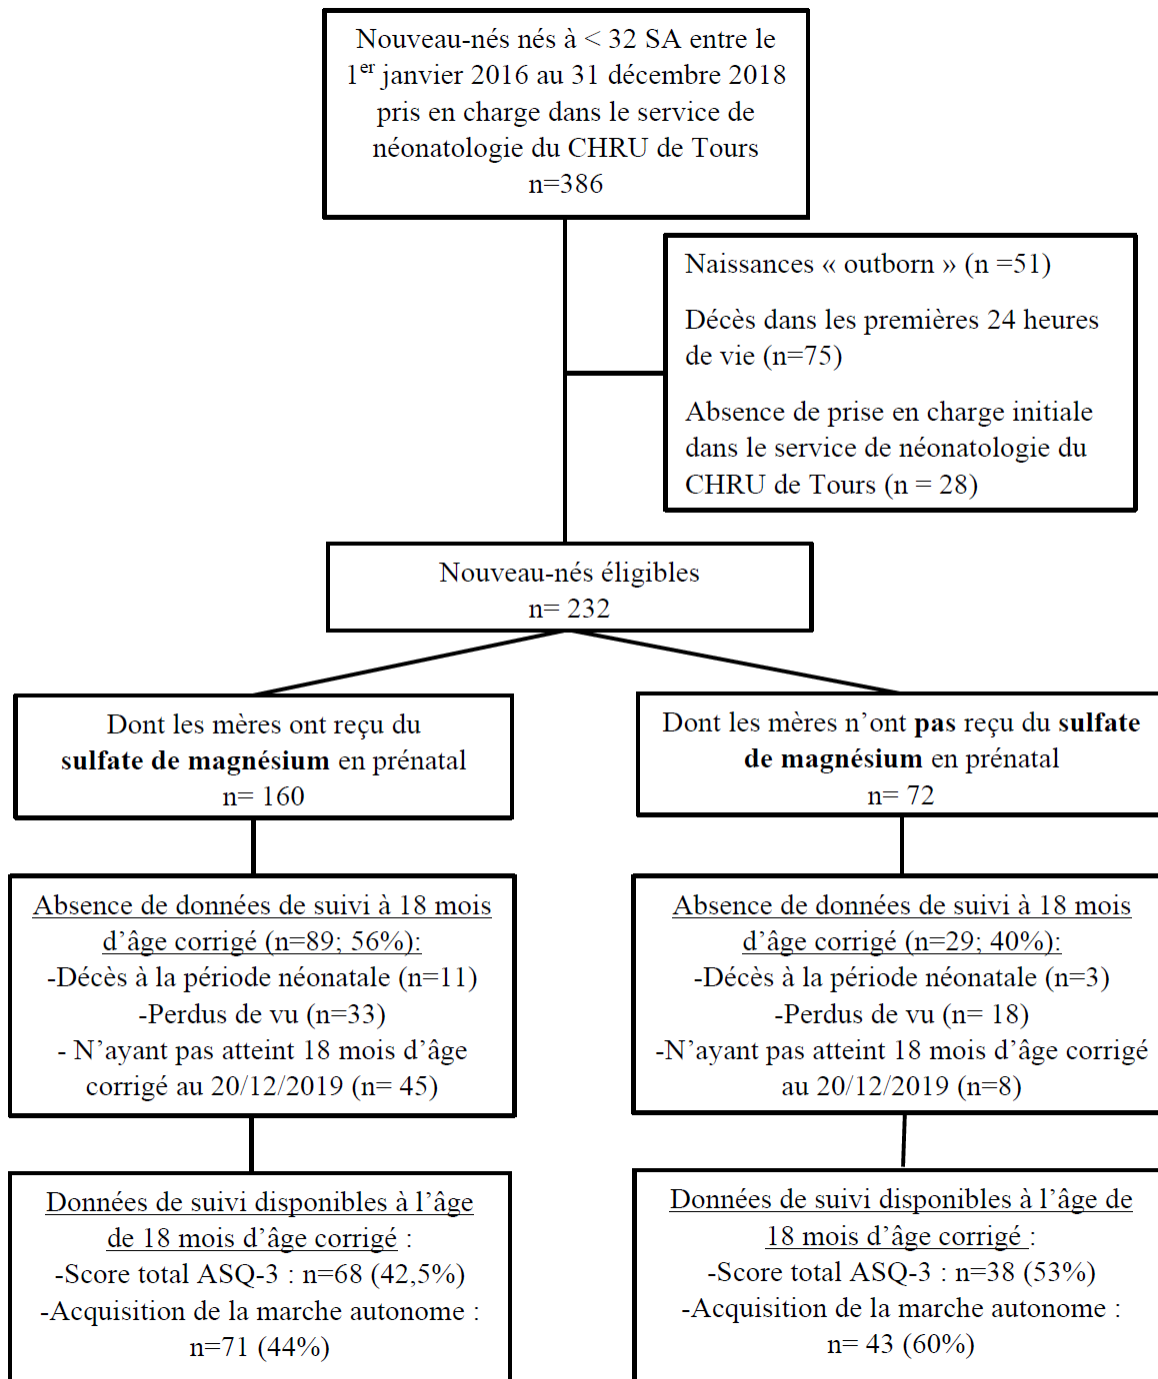 Nouveau-nés nés à < 32 SA entre le
1er janvier 2016 au 31 décembre 2018
pris en charge dans le service de
néonatologie du CHRU de Tours
n=386
Naissances « outborn » (n =51)
Décès dans les premières 24 heures
de vie (n=75)
Absence de prise en charge initiale
dans le service de néonatologie du
CHRU de Tours (n = 28)
Nouveau-nés éligibles
n= 232
Dont les mères ont reçu du
sulfate de magnésium en prénatal
n= 160
Dont les mères n’ont pas reçu du sulfate
de magnésium en prénatal
n= 72
Absence de données de suivi à 18 mois
d’âge corrigé (n=89; 56%):
-Décès à la période néonatale (n=11)
-Perdus de vu (n=33)
- N’ayant pas atteint 18 mois d’âge
corrigé au 20/12/2019 (n= 45)
Absence de données de suivi à 18 mois
d’âge corrigé (n=29; 40%):
-Décès à la période néonatale (n=3)
-Perdus de vu (n= 18)
-N’ayant pas atteint 18 mois d’âge corrigé
au 20/12/2019 (n=8)
Données de suivi disponibles à l’âge
de 18 mois d’âge corrigé :
-Score total ASQ-3 : n=68 (42,5%)
-Acquisition de la marche autonome :
n=71 (44%)
Données de suivi disponibles à l’âge de
18 mois d’âge corrigé :
-Score total ASQ-3 : n=38 (53%)
-Acquisition de la marche autonome :
n= 43 (60%)